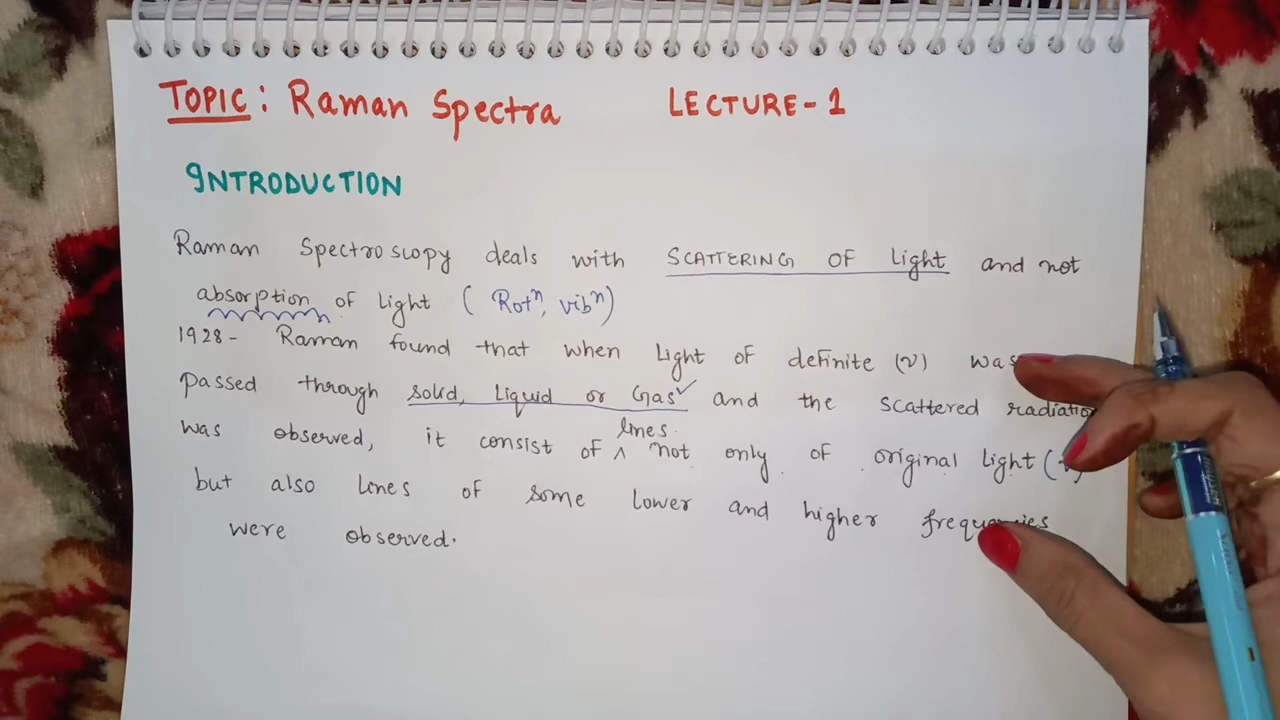 TOPIC: Raman Spectra LECTURE-1
INTRODUCTION
Raman Spectroscopy deals with SCATTERING OF Light and not
absorption of light ( Rotⁿ, vibⁿ)
1928- Raman found that when Light of definite (ν) was
passed through solid, Liquid or Gas✓ and the scattered radiation
lines.
was observed, it consist of ^ not only of original light (
but also lines of some lower and higher frequencies
were observed.